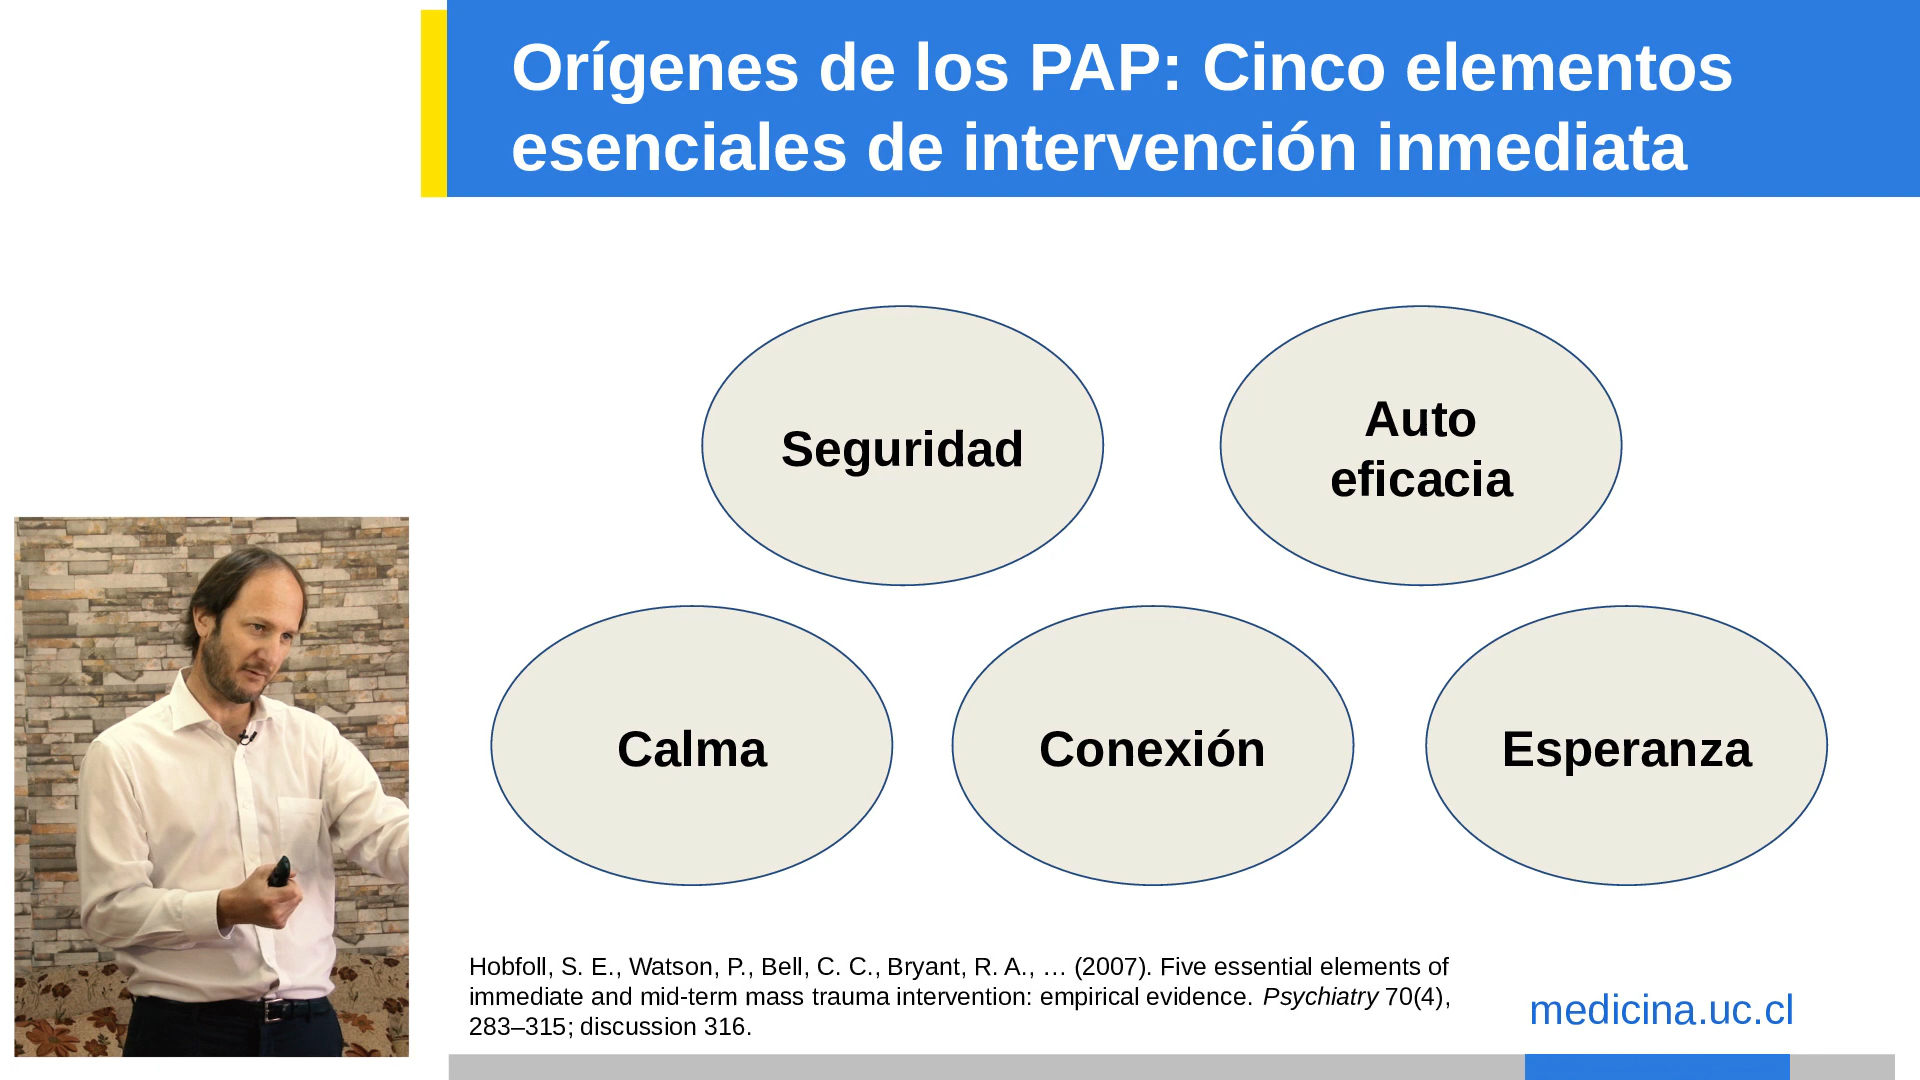 Orígenes de los PAP: Cinco elementos
esenciales de intervención inmediata
Seguridad
Auto
eficacia
Calma
Conexión
Esperanza
Hobfoll, S. E., Watson, P., Bell, C. C., Bryant, R. A., … (2007). Five essential elements of
immediate and mid-term mass trauma intervention: empirical evidence. Psychiatry 70(4),
283–315; discussion 316.
medicina.uc.cl